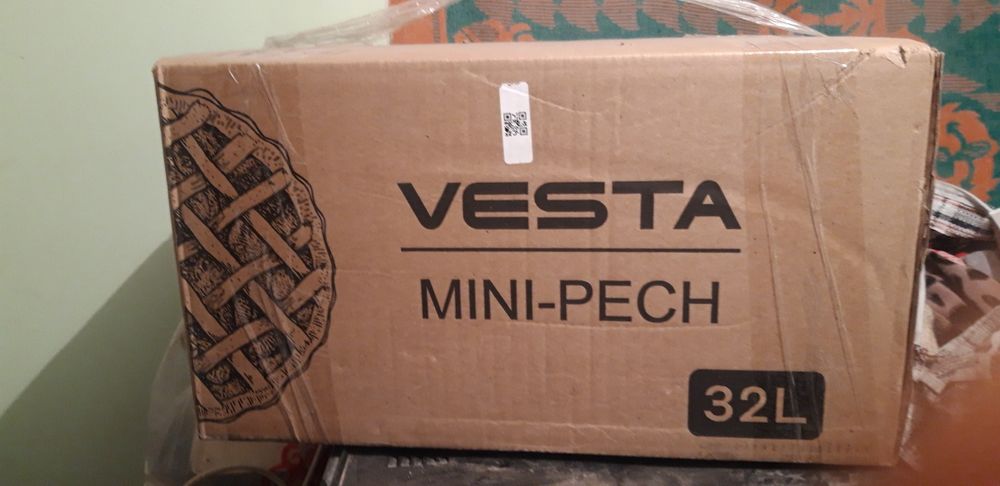 VESTA
MINI-PECH
32L